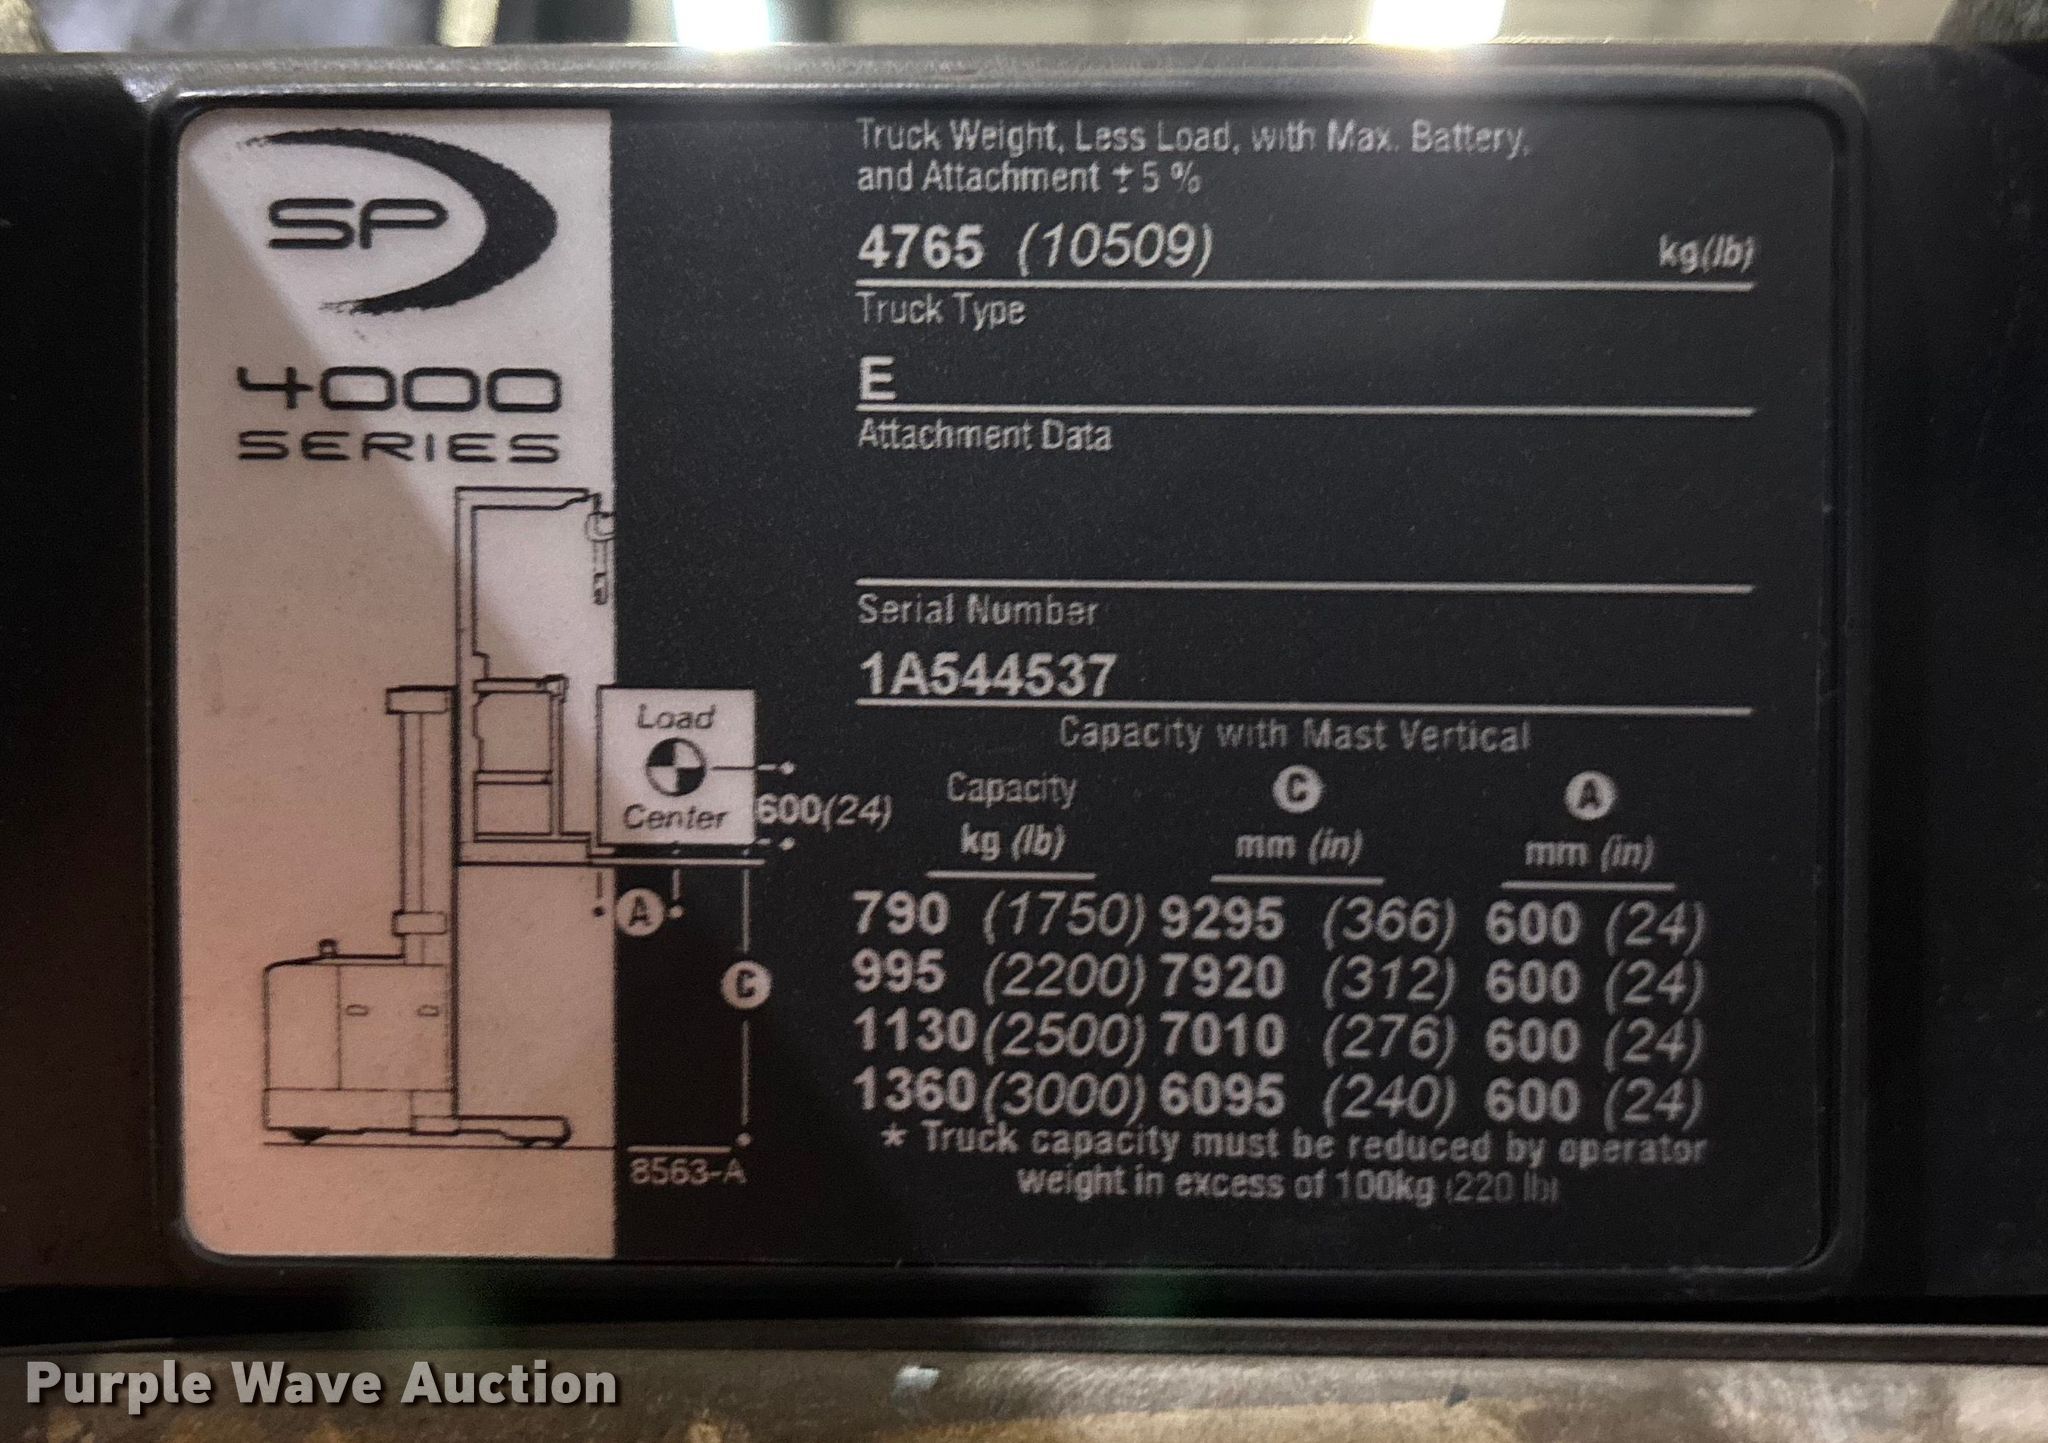 SP
4000
SERIES
Load
Center
600(24)
A
C
8563-A
Truck Weight, Less Load, with Max. Battery,
and Attachment ± 5 %
4765 (10509) kg(lb)
Truck Type
E
Attachment Data
Serial Number
1A544537
Capacity with Mast Vertical
Capacity C A
kg (lb) mm (in) mm (in)
790 (1750) 9295 (366) 600 (24)
995 (2200) 7920 (312) 600 (24)
1130 (2500) 7010 (276) 600 (24)
1360 (3000) 6095 (240) 600 (24)
* Truck capacity must be reduced by operator
weight in excess of 100kg (220 lb)
Purple Wave Auction